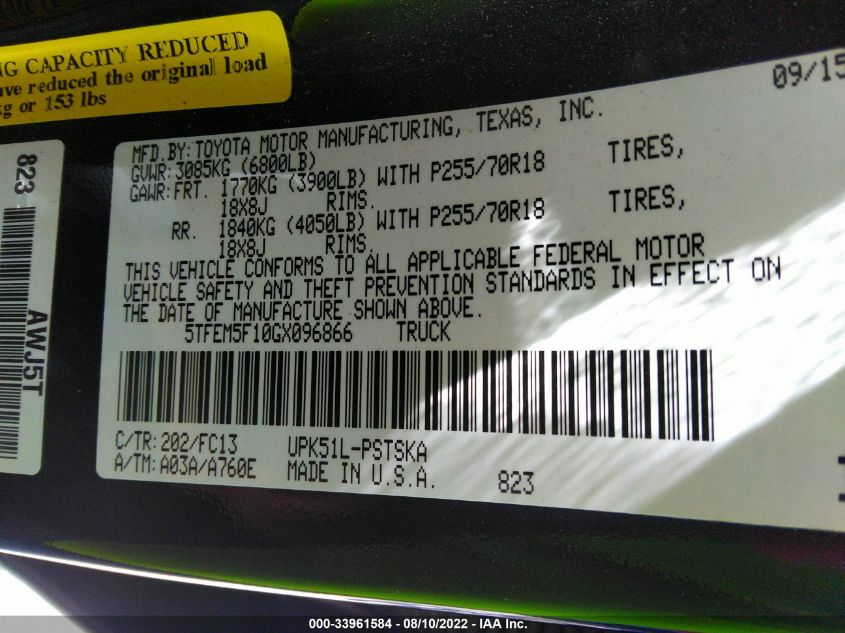 NG CAPACITY REDUCED
ave reduced the original load
kg or 153 lbs
823
AWJ5T
09/15
MFD.BY:TOYOTA MOTOR MANUFACTURING, TEXAS, INC.
GVWR:3085KG (6800LB)
GAWR:FRT. 1770KG (3900LB) WITH P255/70R18 TIRES,
18X8J RIMS.
RR. 1840KG (4050LB) WITH P255/70R18 TIRES,
18X8J RIMS.
THIS VEHICLE CONFORMS TO ALL APPLICABLE FEDERAL MOTOR
VEHICLE SAFETY AND THEFT PREVENTION STANDARDS IN EFFECT ON
THE DATE OF MANUFACTURE SHOWN ABOVE.
5TFEM5F10GX096866 TRUCK
C/TR:202/FC13 UPK51L-PSTSKA
A/TM:A03A/A760E MADE IN U.S.A. 823
000-33961584 - 08/10/2022 - IAA Inc.